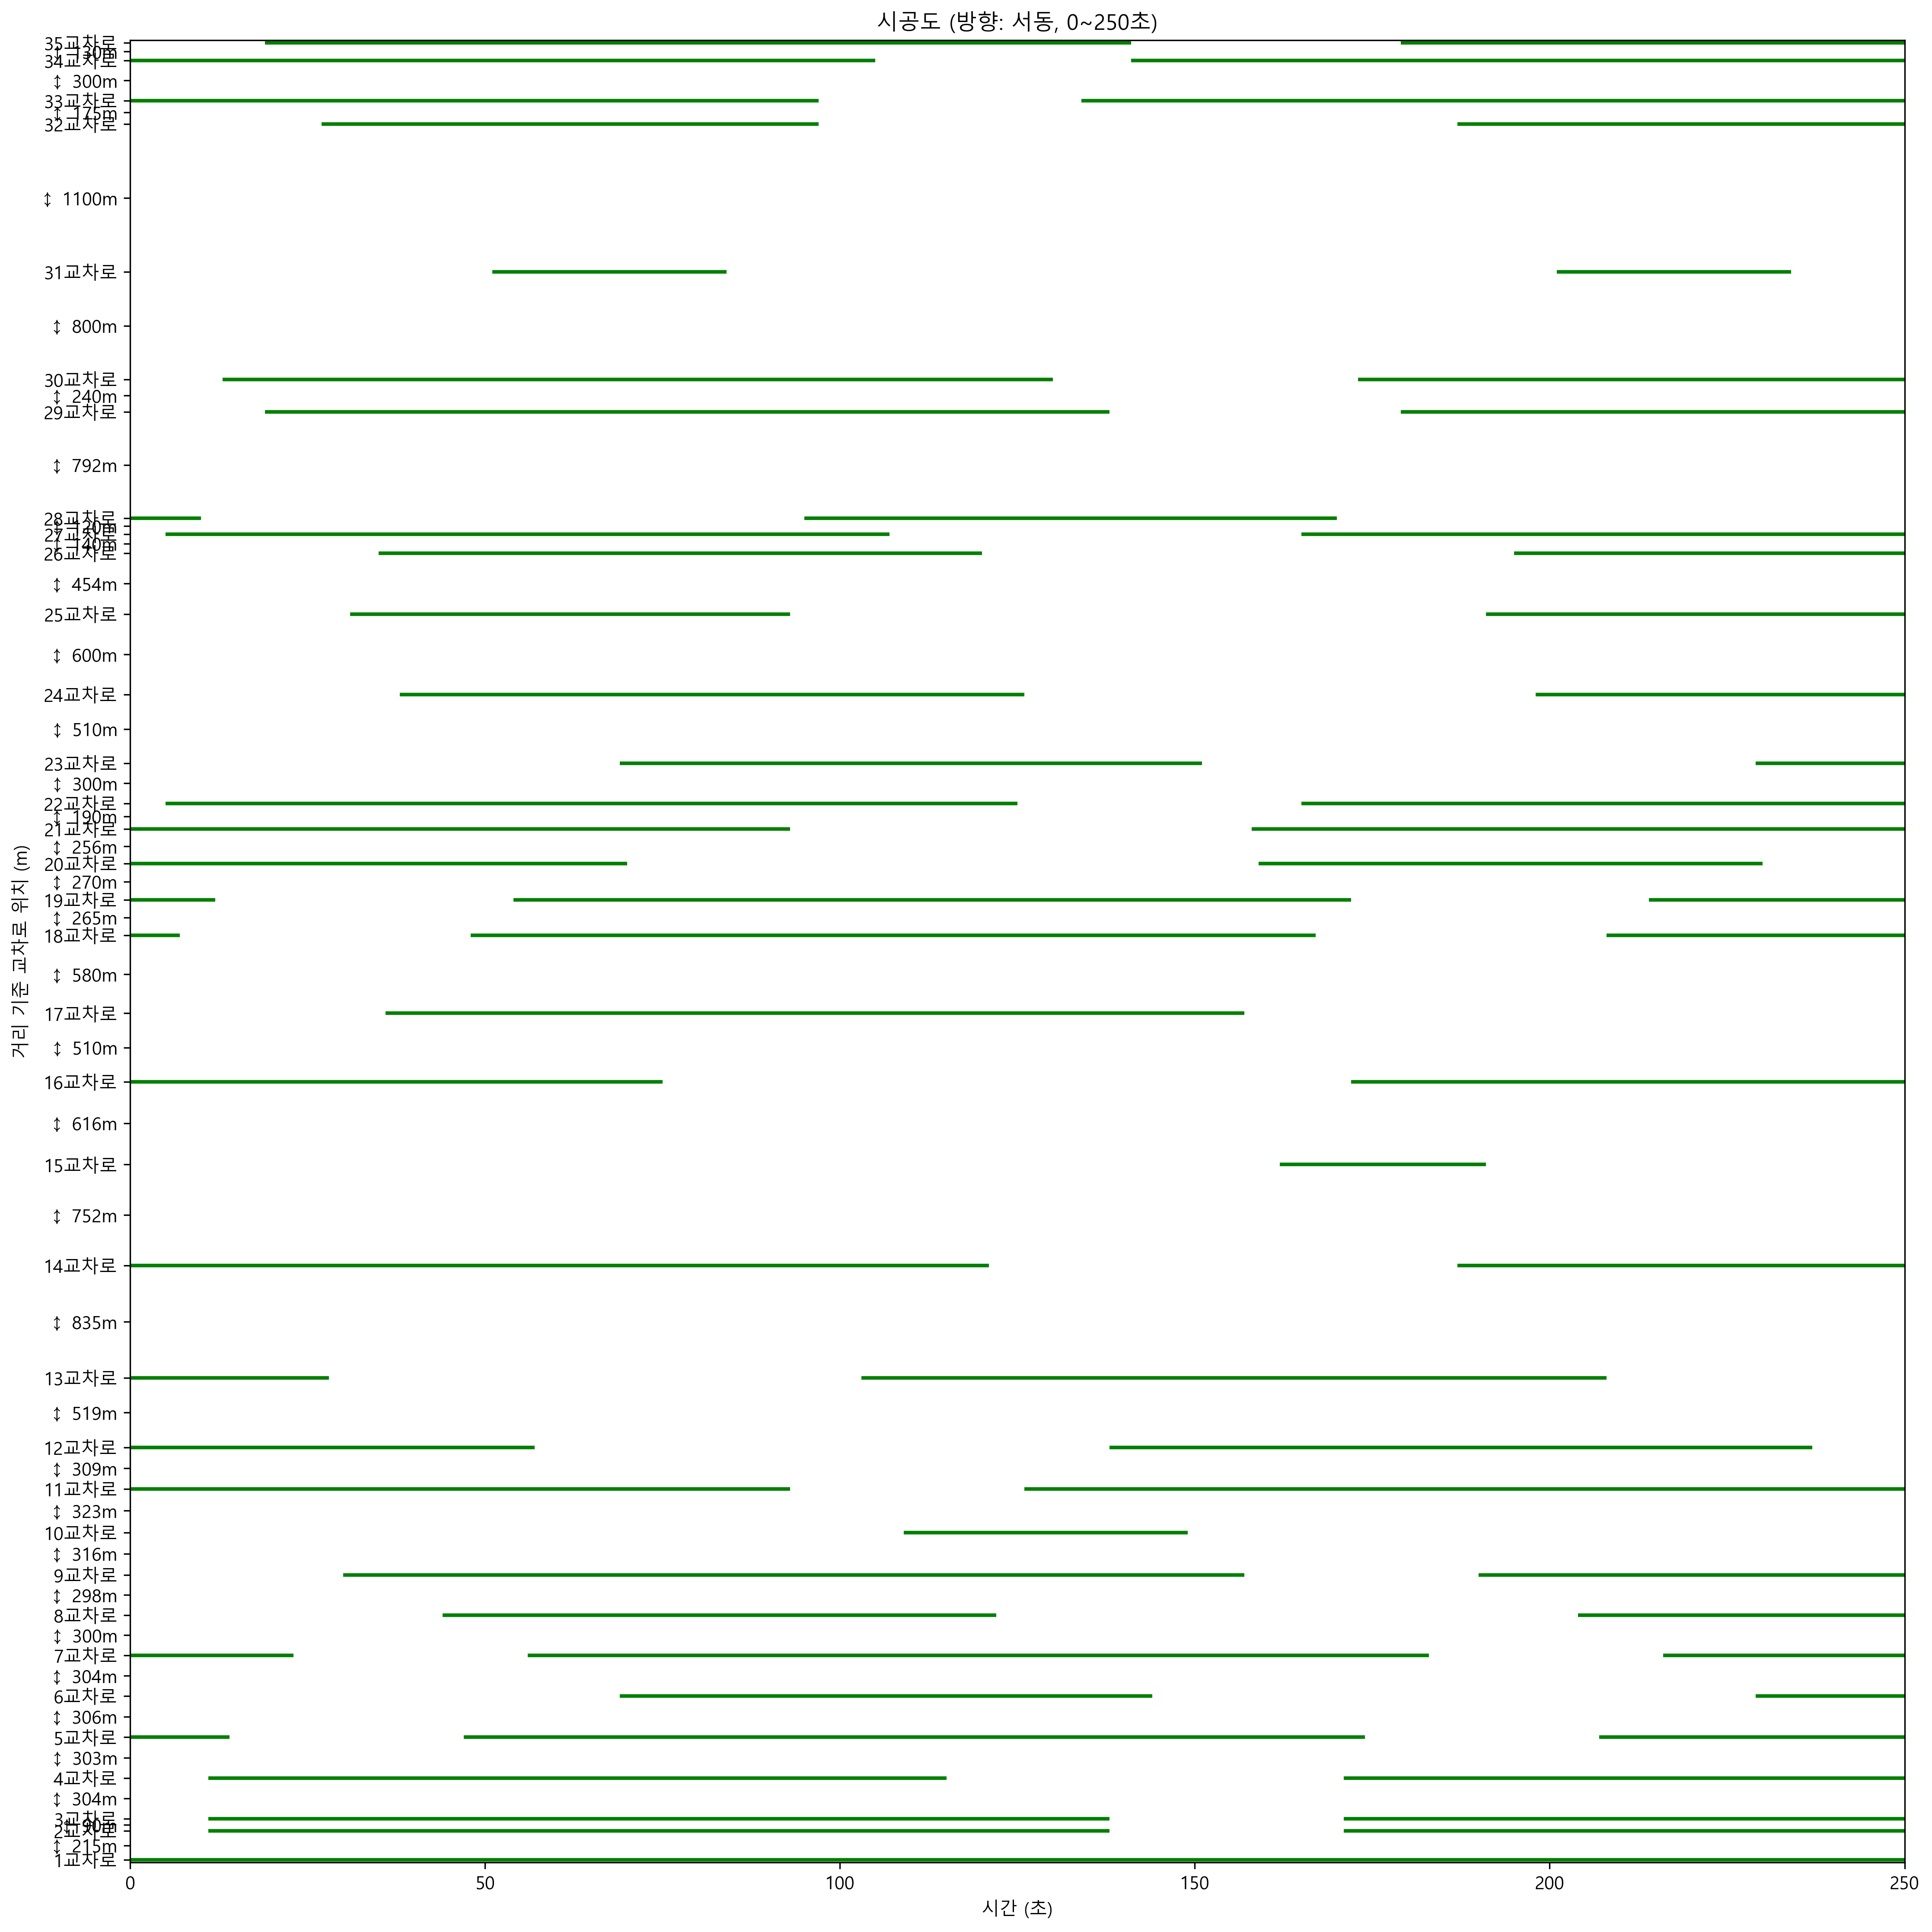 시공도 (방향: 서동, 0~250초)
35교차로
↕ 130m
34교차로
↕ 300m
33교차로
↕ 175m
32교차로
↕ 1100m
31교차로
↕ 800m
30교차로
↕ 240m
29교차로
↕ 792m
28교차로
↕ 120m
27교차로
↕ 140m
26교차로
↕ 454m
25교차로
↕ 600m
24교차로
↕ 510m
23교차로
↕ 300m
22교차로
↕ 190m
21교차로
↕ 256m
20교차로
↕ 270m
19교차로
↕ 265m
18교차로
↕ 580m
17교차로
↕ 510m
16교차로
↕ 616m
15교차로
↕ 752m
14교차로
↕ 835m
13교차로
↕ 519m
12교차로
↕ 309m
11교차로
↕ 323m
10교차로
↕ 316m
9교차로
↕ 298m
8교차로
↕ 300m
7교차로
↕ 304m
6교차로
↕ 306m
5교차로
↕ 303m
4교차로
↕ 304m
3교차로
↕ 90m
2교차로
↕ 215m
1교차로
거리 기준 교차로 위치 (m)
0 50 100 150 200 250
시간 (초)